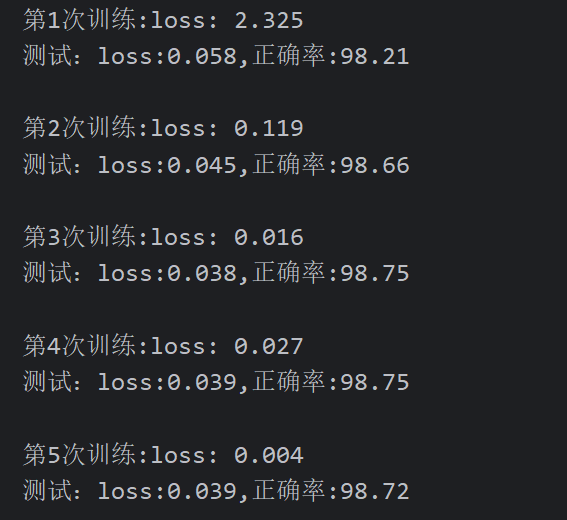 第1次训练:loss: 2.325
测试：loss:0.058,正确率:98.21
第2次训练:loss: 0.119
测试：loss:0.045,正确率:98.66
第3次训练:loss: 0.016
测试：loss:0.038,正确率:98.75
第4次训练:loss: 0.027
测试：loss:0.039,正确率:98.75
第5次训练:loss: 0.004
测试：loss:0.039,正确率:98.72